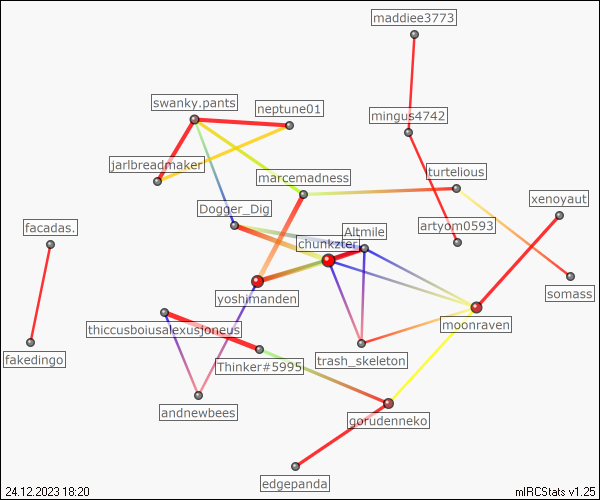 maddiee3773
swanky.pants
neptune01
mingus4742
jarlbreadmaker
marcemadness
turtelious
xenoyaut
Dogger_Dig
facadas.
artyom0593
Altmile
chunkzter
somass
yoshimanden
moonraven
thiccusboiusalexusjoneus
fakedingo
trash_skeleton
Thinker#5995
andnewbees
gorudenneko
edgepanda
24.12.2023 18:20
mIRCStats v1.25